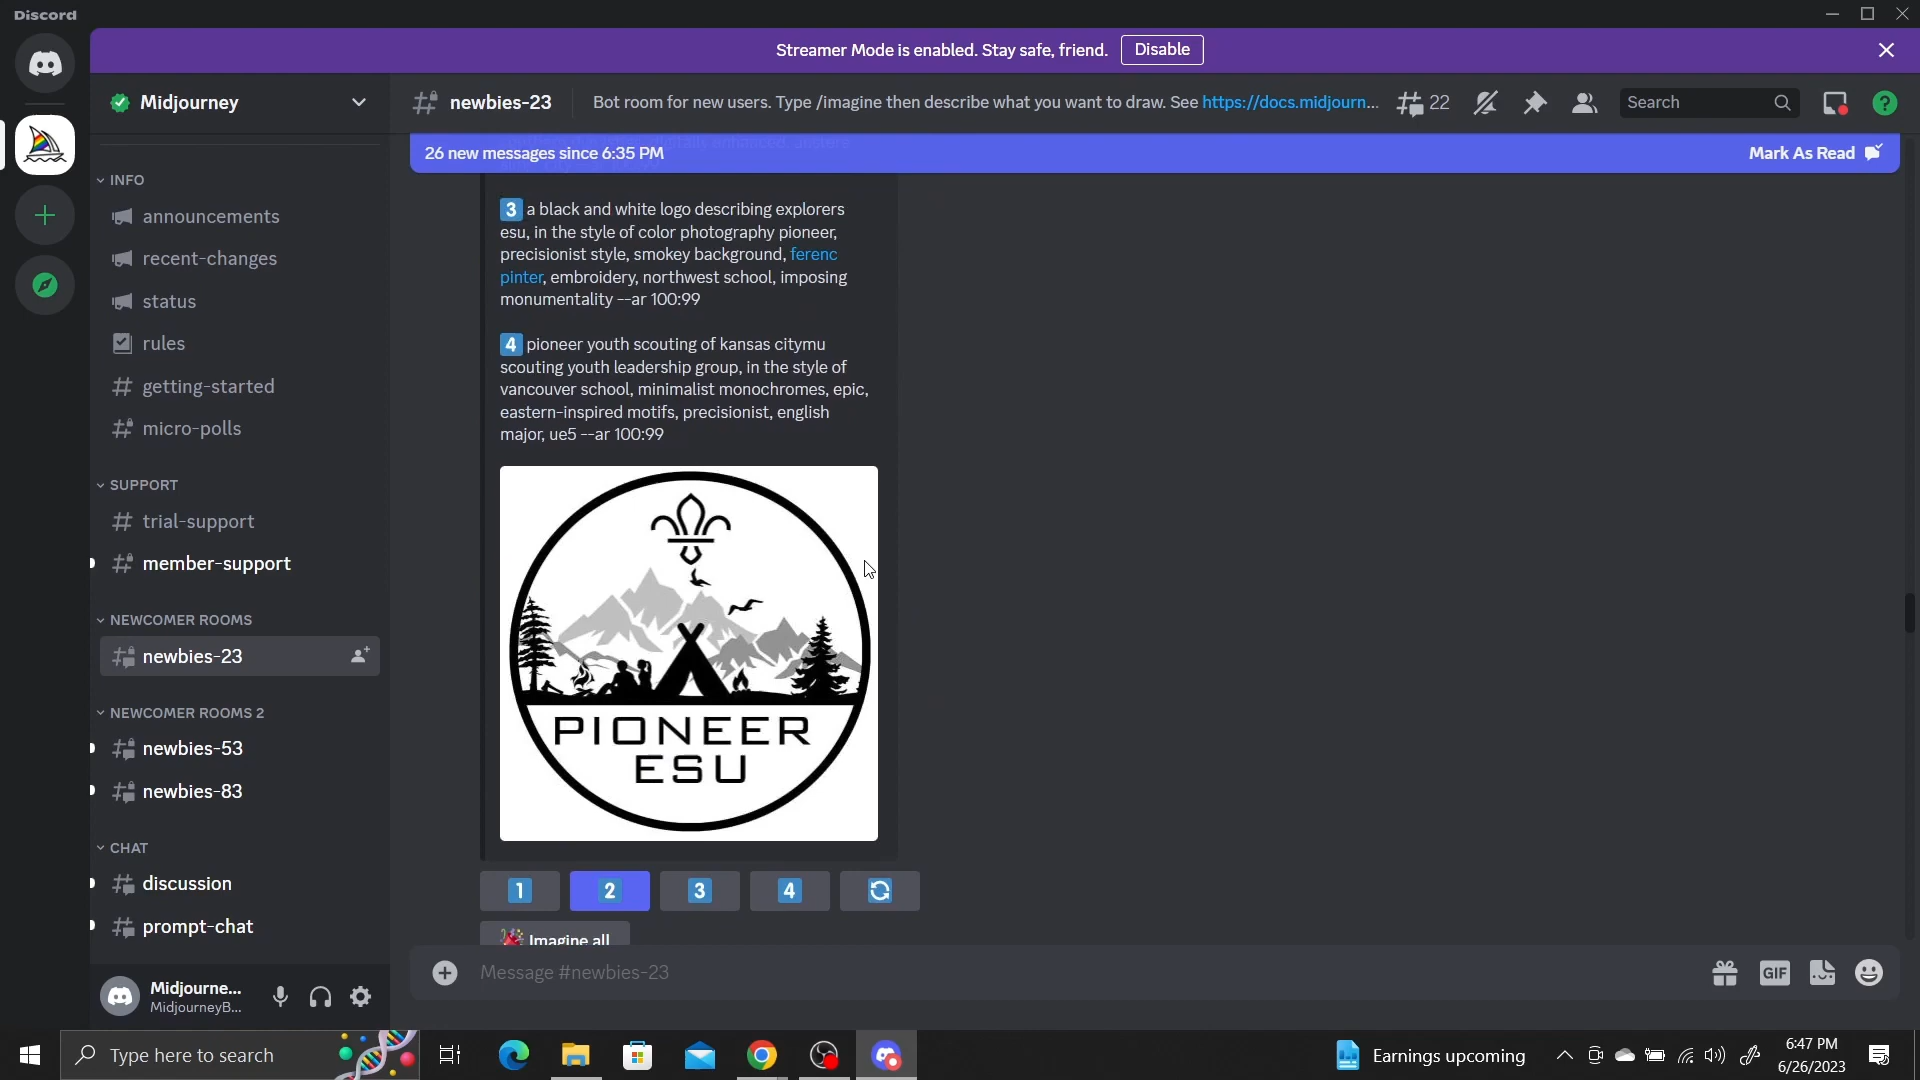 Discord
Streamer Mode is enabled. Stay safe, friend.
Disable
Midjourney
newbies-23
Bot room for new users. Type /imagine then describe what you want to draw. See https://docs.midjourn...
22
Search
26 new messages since 6:35 PM
Mark As Read
INFO
announcements
recent-changes
status
rules
getting-started
micro-polls
SUPPORT
trial-support
member-support
NEWCOMER ROOMS
newbies-23
NEWCOMER ROOMS 2
newbies-53
newbies-83
CHAT
discussion
prompt-chat
Midjourne...
MidjourneyB...
3 a black and white logo describing explorers
esu, in the style of color photography pioneer,
precisionist style, smokey background, ferenc
pinter, embroidery, northwest school, imposing
monumentality --ar 100:99
4 pioneer youth scouting of kansas citymu
scouting youth leadership group, in the style of
vancouver school, minimalist monochromes, epic,
eastern-inspired motifs, precisionist, english
major, ue5 --ar 100:99
PIONEER
ESU
1 2 3 4
Imagine all
Message #newbies-23
GIF
Type here to search
Earnings upcoming
6:47 PM
6/26/2023